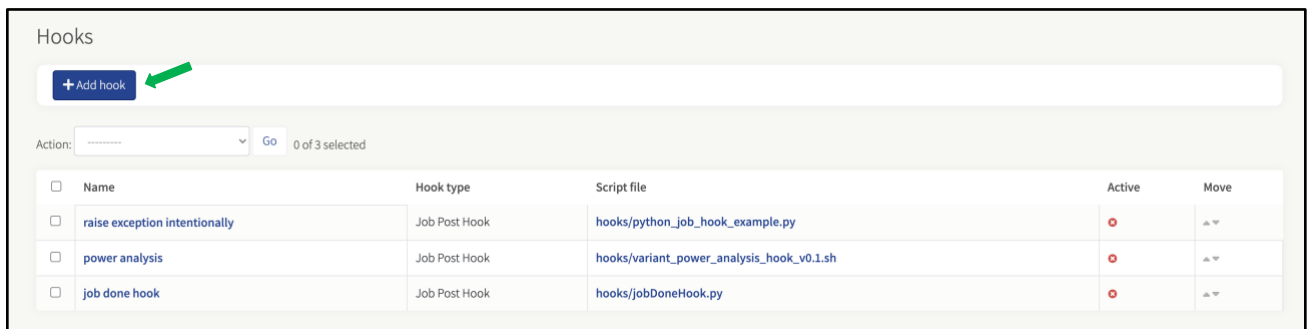 Hooks
+ Add hook
Action: --------- Go 0 of 3 selected
Name Hook type Script file Active Move
raise exception intentionally Job Post Hook hooks/python_job_hook_example.py
power analysis Job Post Hook hooks/variant_power_analysis_hook_v0.1.sh
job done hook Job Post Hook hooks/jobDoneHook.py